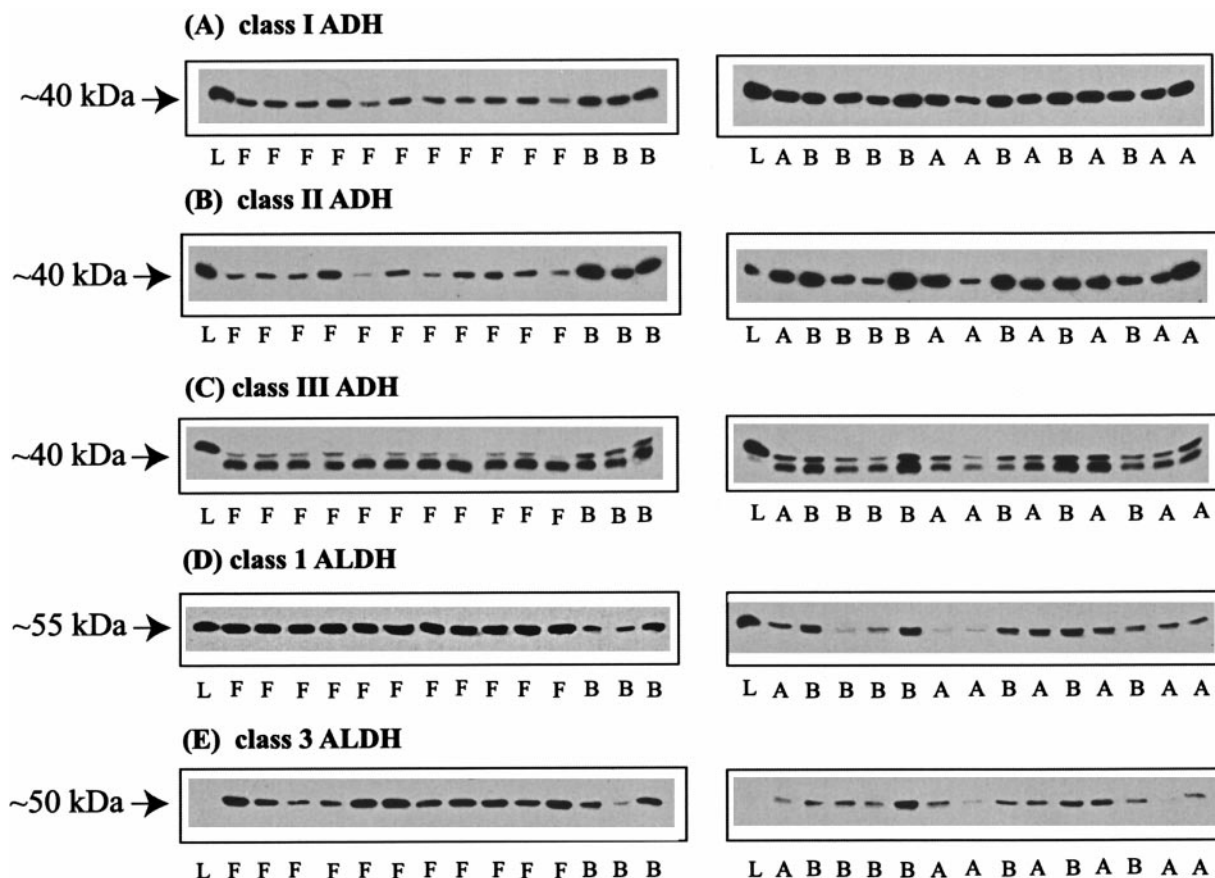 (A) class I ADH
~40 kDa
L F F F F F F F F F F F B B B
L A B B B B A A B A B A B A A
(B) class II ADH
~40 kDa
L F F F F F F F F F F F B B B
L A B B B B A A B A B A B A A
(C) class III ADH
~40 kDa
L F F F F F F F F F F F B B B
L A B B B B A A B A B A B A A
(D) class 1 ALDH
~55 kDa
L F F F F F F F F F F F B B B
L A B B B B A A B A B A B A A
(E) class 3 ALDH
~50 kDa
L F F F F F F F F F F F B B B
L A B B B B A A B A B A B A A